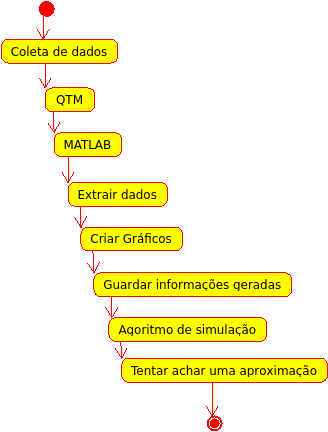 Coleta de dados
QTM
MATLAB
Extrair dados
Criar Gráficos
Guardar informações geradas
Agoritmo de simulação
Tentar achar uma aproximação